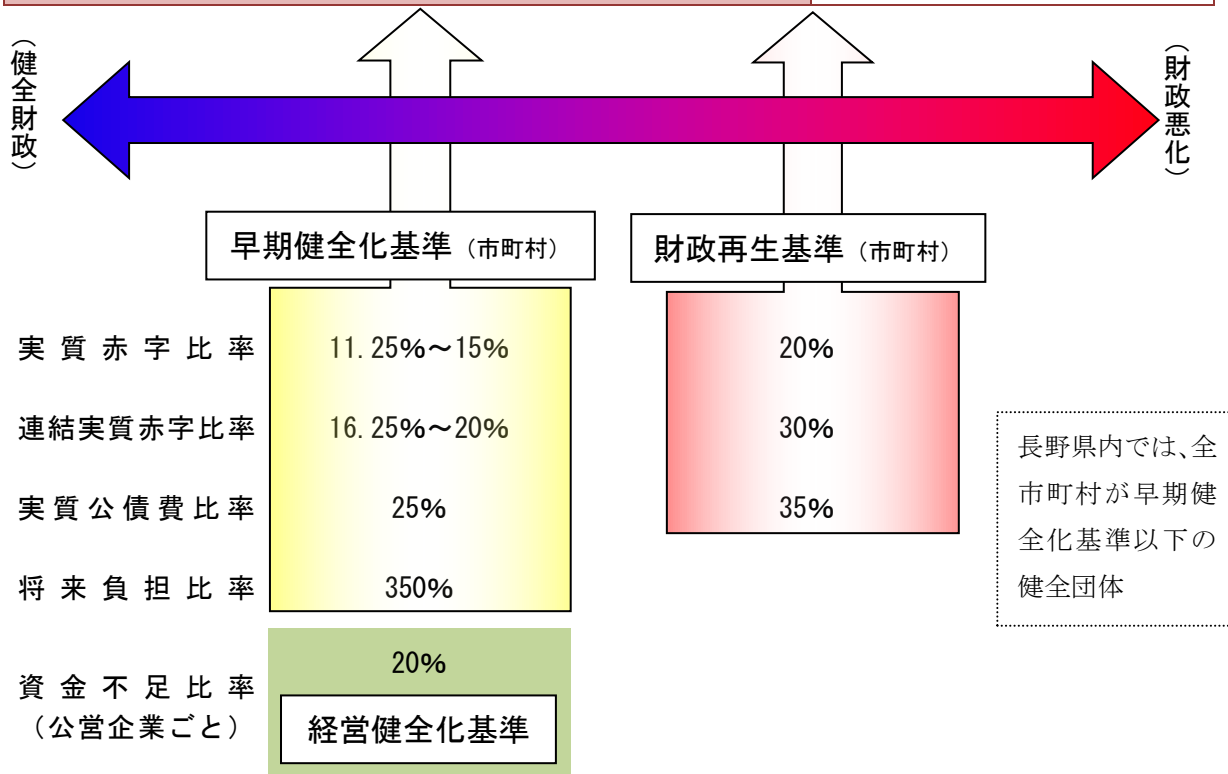 （健全財政）
（財政悪化）
早期健全化基準（市町村）
財政再生基準（市町村）
実質赤字比率 11.25%～15% 20%
連結実質赤字比率 16.25%～20% 30%
実質公債費比率 25% 35%
将来負担比率 350%
長野県内では、全
市町村が早期健
全化基準以下の
健全団体
資金不足比率
（公営企業ごと）
20%
経営健全化基準